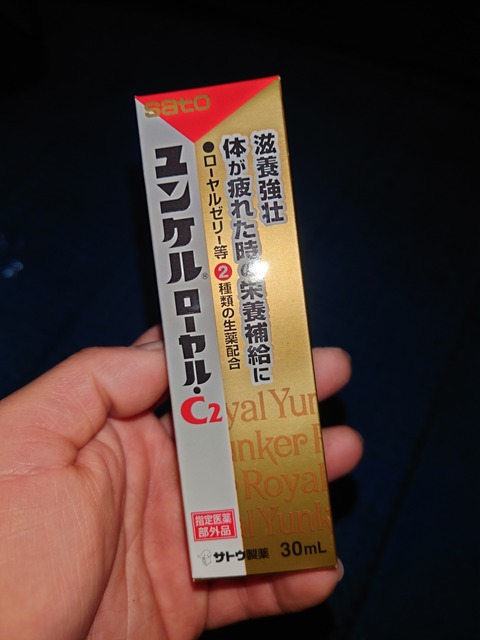 sato
滋養強壮
体が疲れた時の栄養補給に
●ローヤルゼリー等2種類の生薬配合
ユンケル®ローヤル・C2
yal Yun
unker R
Royal
l Yunk
指定医薬
部外品
サトウ製薬
30mL